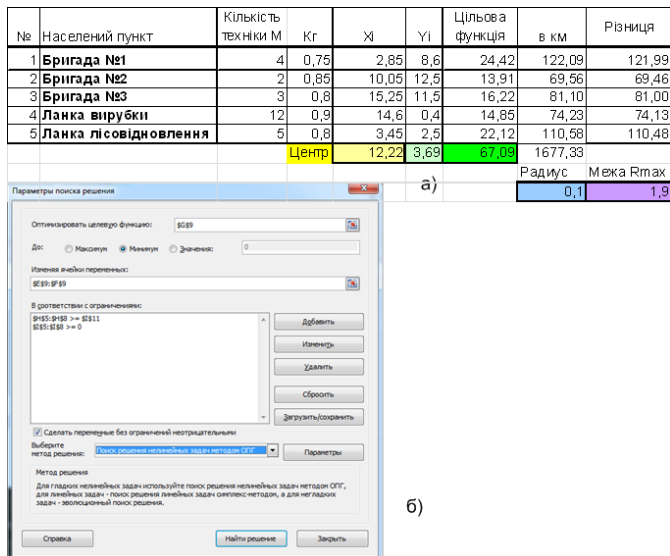 № Населений пункт Кількість техніки М Кг Xi Yi Цільова функція в км Різниця
1 Бригада №1 4 0,75 2,85 8,6 24,42 122,09 121,99
2 Бригада №2 2 0,85 10,05 12,5 13,91 69,56 69,46
3 Бригада №3 3 0,8 15,25 11,5 16,22 81,10 81,00
4 Ланка вирубки 12 0,9 14,6 0,4 14,85 74,23 74,13
5 Ланка лісовідновлення 5 0,8 3,45 2,5 22,12 110,58 110,48
Центр 12,22 3,69 67,09 1677,33
а) Радиус Межа Rmax
0,1 1,9
Параметры поиска решения
Оптимизировать целевую функцию: $G$9
До: Максимум Минимум Значения: 0
Изменяя ячейки переменных:
$E$9:$F$9
В соответствии с ограничениями:
$H$5:$H$8 >= $I$11
$I$5:$I$8 >= 0
Добавить
Изменить
Удалить
Сбросить
Загрузить/сохранить
Сделать переменные без ограничений неотрицательными
Выберите метод решения: Поиск решения нелинейных задач методом ОПГ Параметры
Метод решения
Для гладких нелинейных задач используйте поиск решения нелинейных задач методом ОПГ,
для линейных задач - поиск решения линейных задач симплекс-методом, а для негладких
задач - эволюционный поиск решения.
б)
Справка Найти решение Закрыть